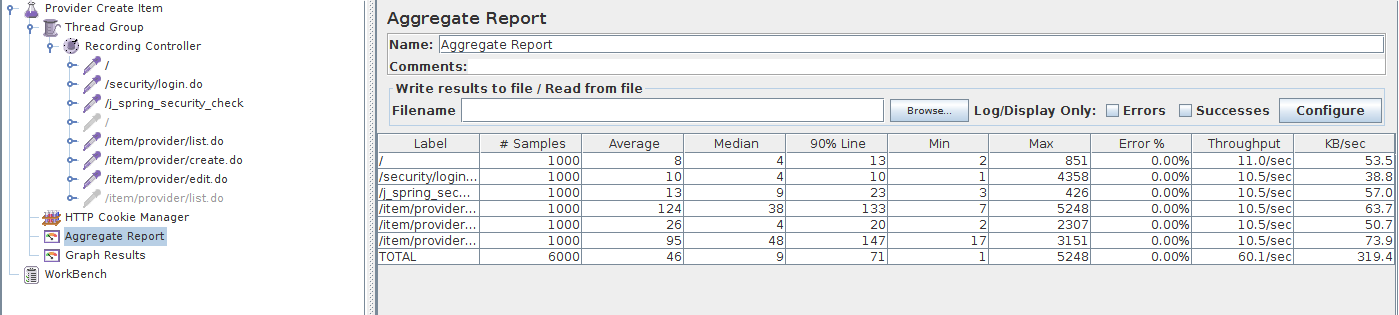 Provider Create Item
Thread Group
Recording Controller
/
/security/login.do
/j_spring_security_check
/
/item/provider/list.do
/item/provider/create.do
/item/provider/edit.do
/item/provider/list.do
HTTP Cookie Manager
Aggregate Report
Graph Results
WorkBench
Aggregate Report
Name: Aggregate Report
Comments:
Write results to file / Read from file
Filename Browse... Log/Display Only: Errors Successes Configure
Label # Samples Average Median 90% Line Min Max Error % Throughput KB/sec
/ 1000 8 4 13 2 851 0.00% 11.0/sec 53.5
/security/login... 1000 10 4 10 1 4358 0.00% 10.5/sec 38.8
/j_spring_sec... 1000 13 9 23 3 426 0.00% 10.5/sec 57.0
/item/provider... 1000 124 38 133 7 5248 0.00% 10.5/sec 63.7
/item/provider... 1000 26 4 20 2 2307 0.00% 10.5/sec 50.7
/item/provider... 1000 95 48 147 17 3151 0.00% 10.5/sec 73.9
TOTAL 6000 46 9 71 1 5248 0.00% 60.1/sec 319.4